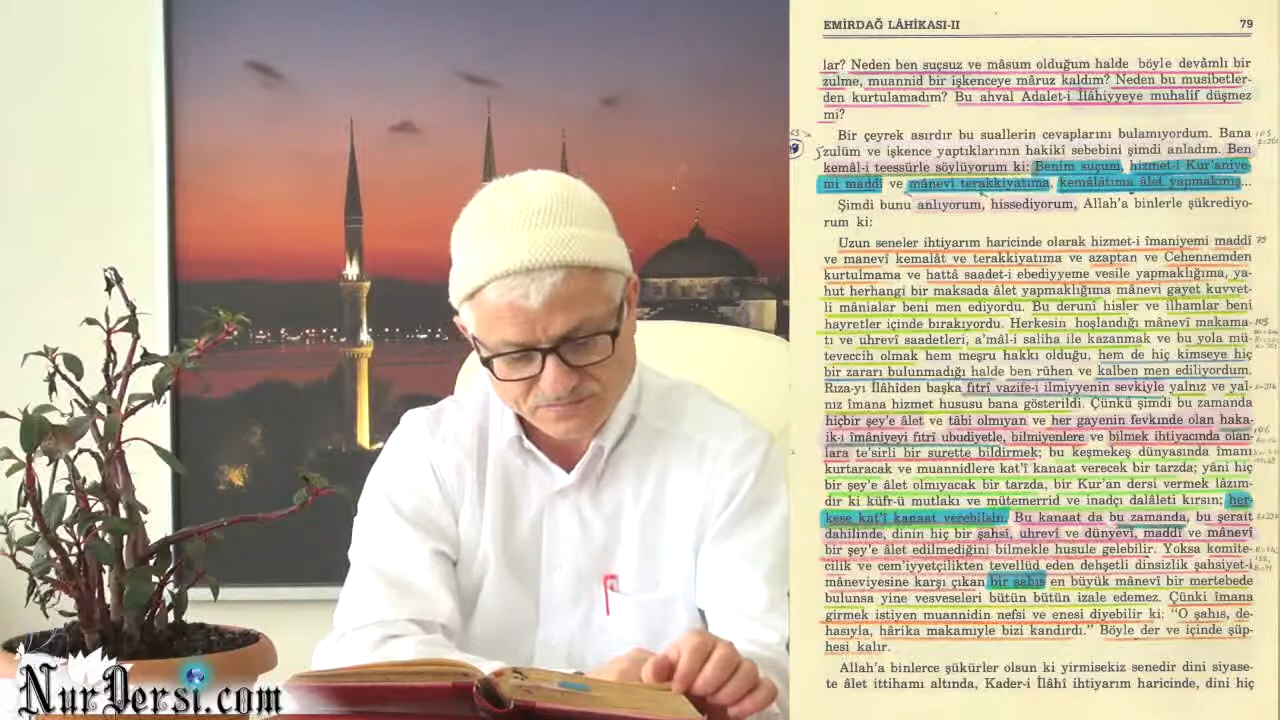 EMİRDAĞ LÂHİKASI-II 79
lar? Neden ben suçsuz ve mâsum olduğum halde böyle devâmlı bir
zulme, muannid bir işkenceye mâruz kaldım? Neden bu musibetler-
den kurtulamadım? Bu ahval Adalet-i İlâhiyyeye muhalif düşmez
mi?
Bir çeyrek asırdır bu suallerin cevaplarını bulamıyordum. Bana
zulüm ve işkence yaptıklarının hakikî sebebini şimdi anladım. Ben
kemâl-i teessürle söylüyorum ki: Benim suçum, hizmet-i Kur'aniye
mi maddî ve mânevî terakkiyatıma, kemâlâtıma âlet yapmakmış...
Şimdi bunu anlıyorum, hissediyorum, Allah'a binlerle şükrediyo-
rum ki:
Uzun seneler ihtiyarım haricinde olarak hizmet-i îmaniyemi maddî
ve manevî kemalât ve terakkiyatıma ve azaptan ve Cehennemden
kurtulmama ve hattâ saadet-i ebediyyeme vesile yapmaklığıma, ya-
hut herhangi bir maksada âlet yapmaklığıma mânevi gayet kuvvet-
li mânialar beni men ediyordu. Bu derunî hisler ve ilhamlar beni
hayretler içinde bırakıyordu. Herkesin hoşlandığı mânevî makama-
tı ve uhrevî saadetleri, a'mâl-i saliha ile kazanmak ve bu yola mü-
teveccih olmak hem meşru hakkı olduğu, hem de hiç kimseye hiç
bir zararı bulunmadığı halde ben rûhen ve kalben men ediliyordum.
Rıza-yı İlâhiden başka fıtrî vazife-i ilmiyyenin sevkiyle yalnız ve yal-
nız îmana hizmet hususu bana gösterildi. Çünkü şimdi bu zamanda
hiçbir şey'e âlet ve tâbi olmıyan ve her gayenin fevkınde olan haka-
ik-ı îmâniyeyi fıtrî ubudiyetle, bilmiyenlere ve bilmek ihtiyacında olan-
lara te'sirli bir surette bildirmek; bu keşmekeş dünyasında îmanı
kurtaracak ve muannidlere kat'î kanaat verecek bir tarzda; yâni hiç
bir şey'e âlet olmıyacak bir tarzda, bir Kur'an dersi vermek lâzım-
dır ki küfr-ü mutlakı ve mütemerrid ve inadçı dalâleti kırsın; her-
kese kat'î kanaat verebilsin. Bu kanaat da bu zamanda, bu şerait
dahilinde, dinin hiç bir şahsî, uhrevî ve dünyevî, maddî ve mânevî
bir şey'e âlet edilmediğini bilmekle husule gelebilir. Yoksa komite-
cilik ve cem'iyyetçilikten tevellüd eden dehşetli dinsizlik şahsiyet-i
mâneviyesine karşı çıkan bir şahıs en büyük mânevî bir mertebede
bulunsa yine vesveseleri bütün bütün izale edemez. Çünki îmana
girmek istiyen muannidin nefsi ve enesi diyebilir ki: "O şahıs, de-
hasıyla, hârika makamıyle bizi kandırdı." Böyle der ve içinde şüp-
hesi kalır.
Allah'a binlerce şükürler olsun ki yirmisekiz senedir dini siyase-
te âlet ittihamı altında, Kader-i İlâhî ihtiyarım haricinde, dini hiç
NurDersi.com